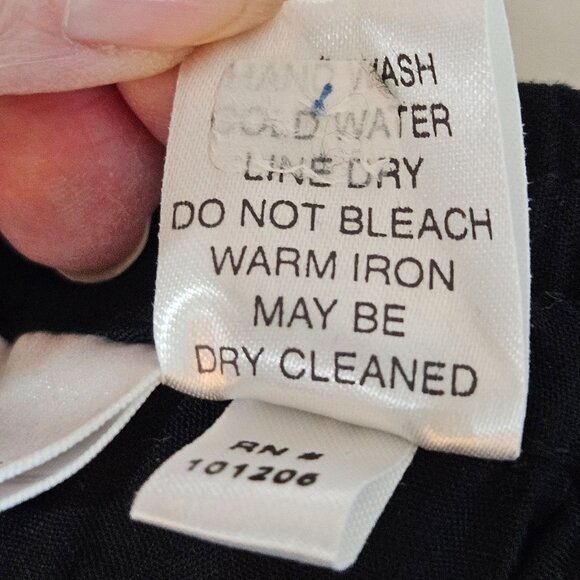 HAND WASH
COLD WATER
LINE DRY
DO NOT BLEACH
WARM IRON
MAY BE
DRY CLEANED
RN #
101206